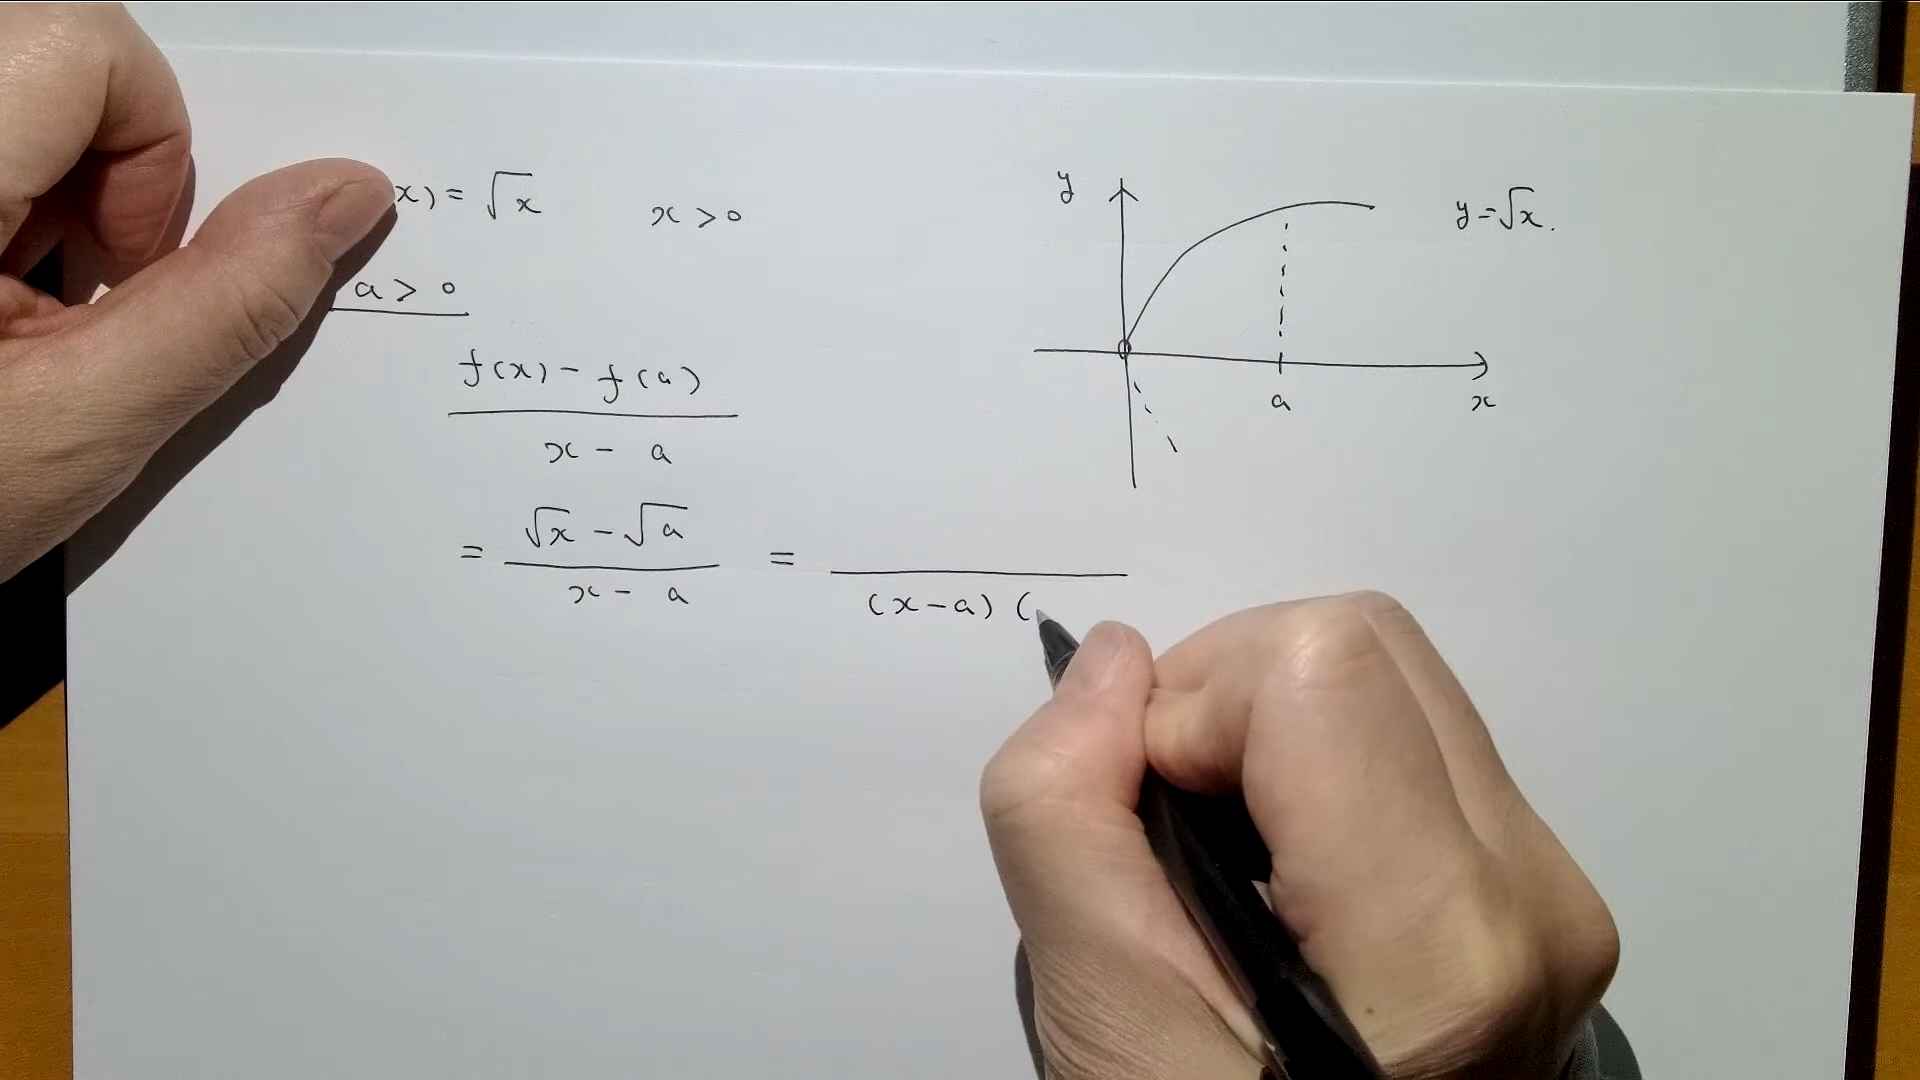 x) = √x    x > 0
a > 0
f(x) - f(a)
x - a
= √x - √a = 
x - a    (x - a) (
y
y = √x.
a
x